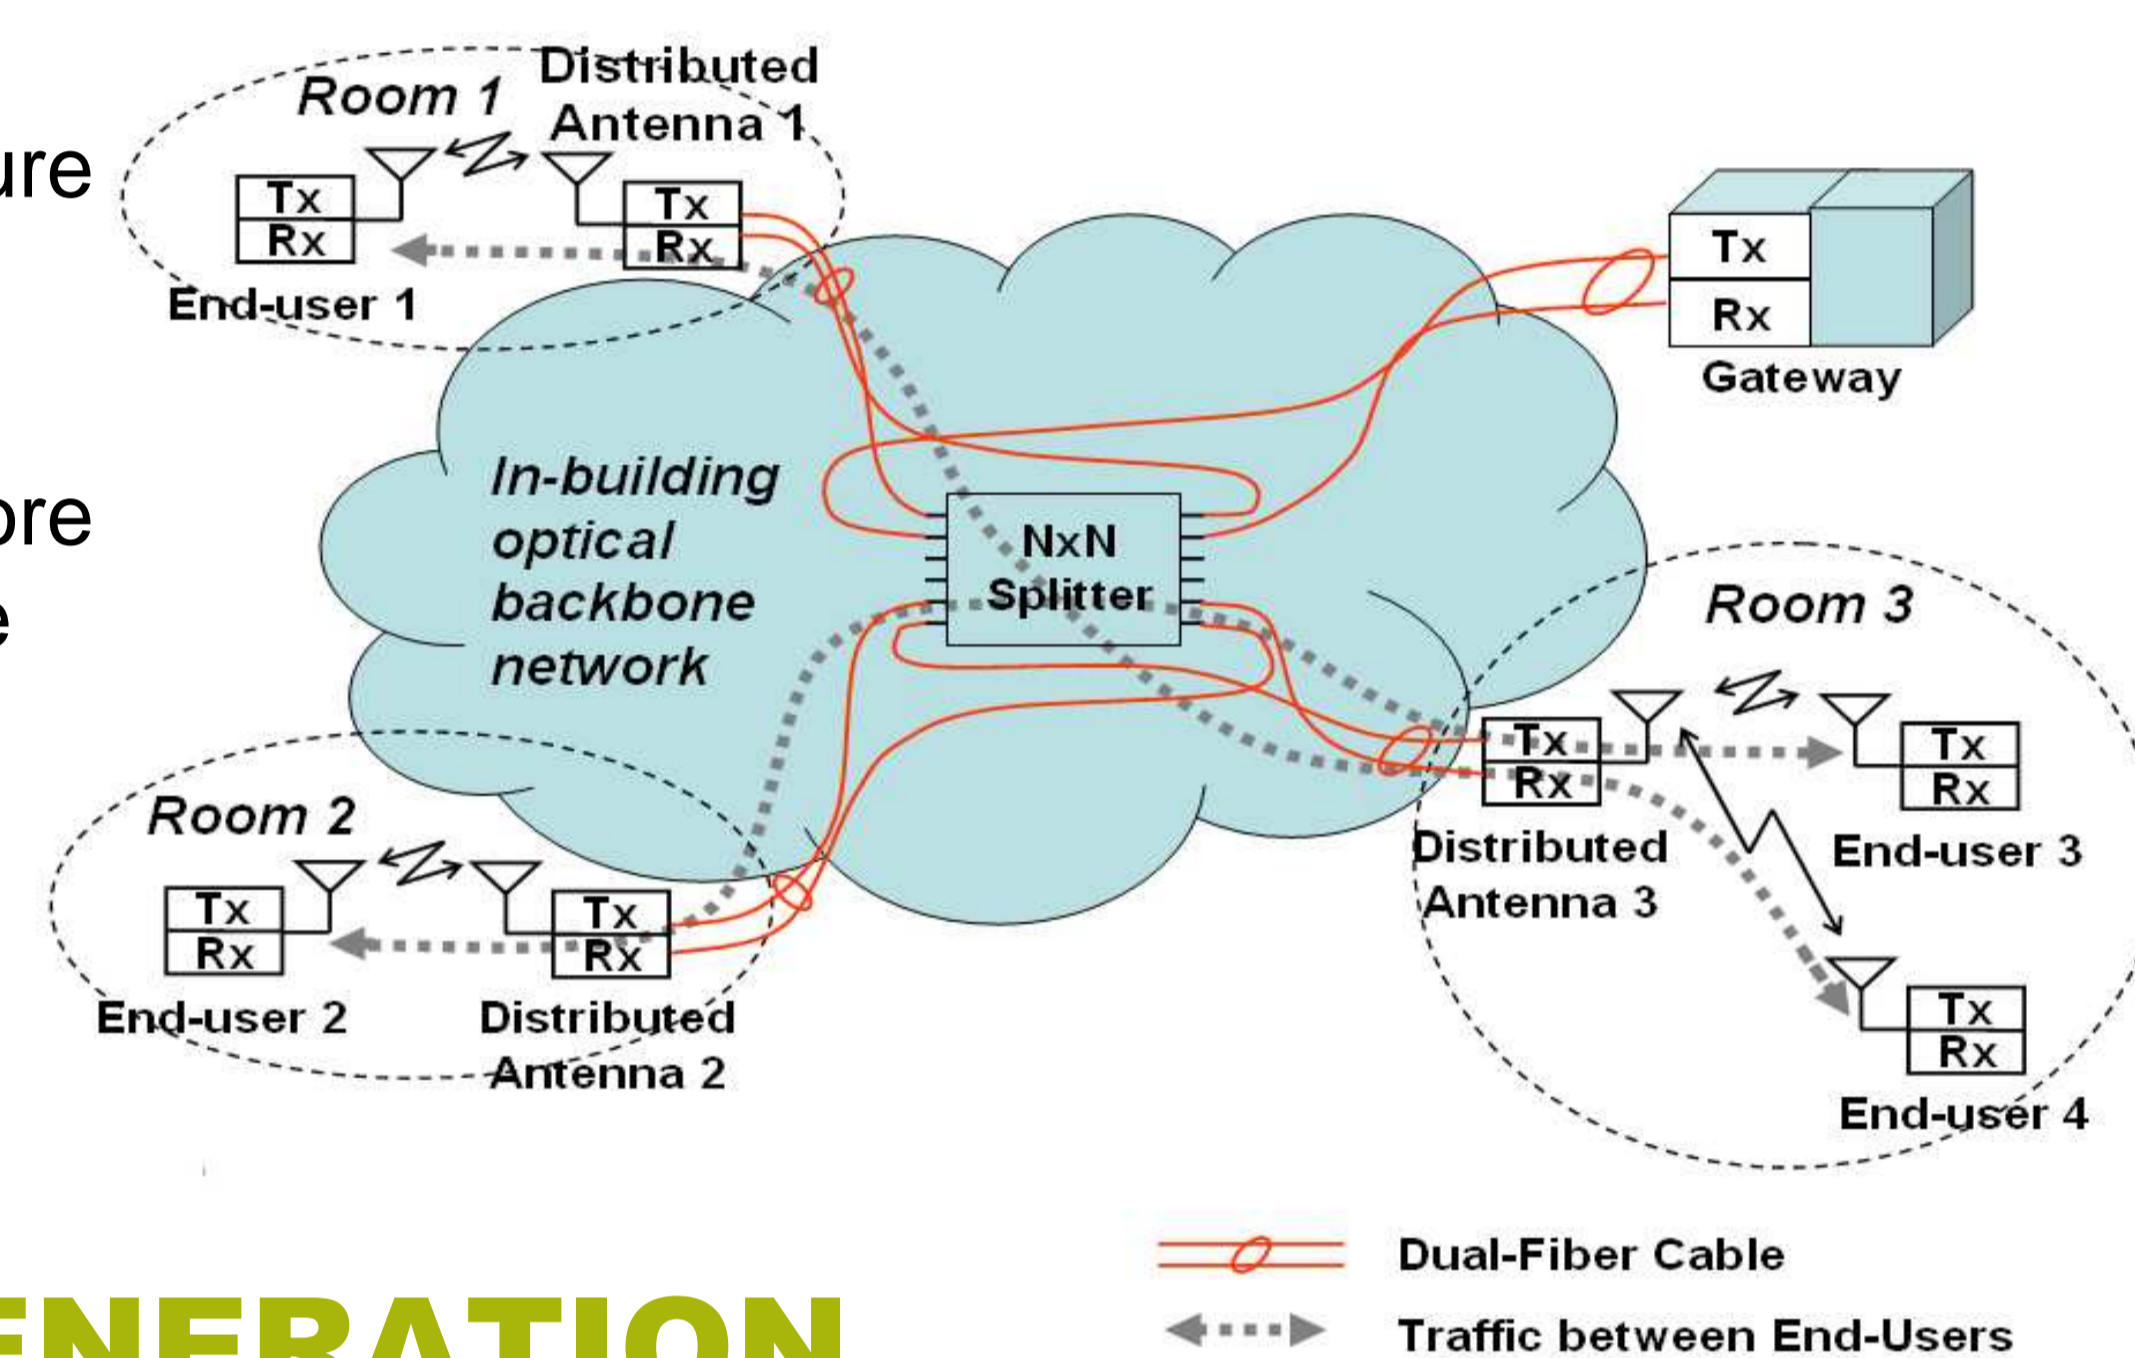 ure
ore
e
Room 1
Distributed
Antenna 1
Tx
Rx
End-user 1
Tx
Rx
Tx
Rx
Gateway
In-building
optical
backbone
network
NxN
Splitter
Room 3
Tx
Rx
Distributed
Antenna 3
Tx
Rx
End-user 3
Tx
Rx
End-user 4
Room 2
Tx
Rx
End-user 2
Tx
Rx
Distributed
Antenna 2
Dual-Fiber Cable
Traffic between End-Users
ENERATION